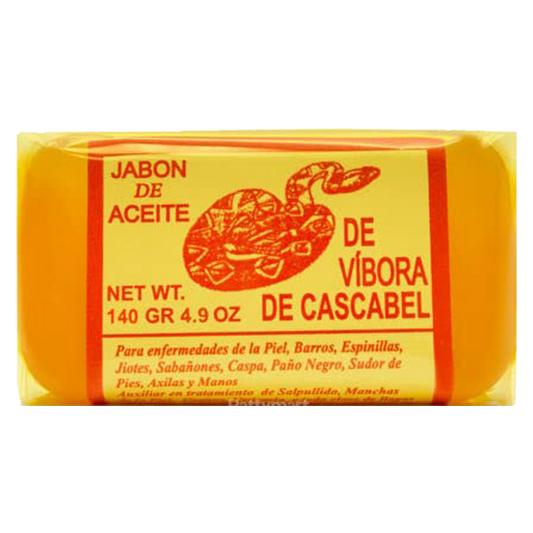 JABON
DE
ACEITE
DE
VÍBORA
DE CASCABEL
NET WT.
140 GR 4.9 OZ
Para enfermedades de la Piel, Barros, Espinillas,
Jiotes, Sabañones, Caspa, Paño Negro, Sudor de
Pies, Axilas y Manos
Auxiliar en tratamiento de Salpullido, Manchas